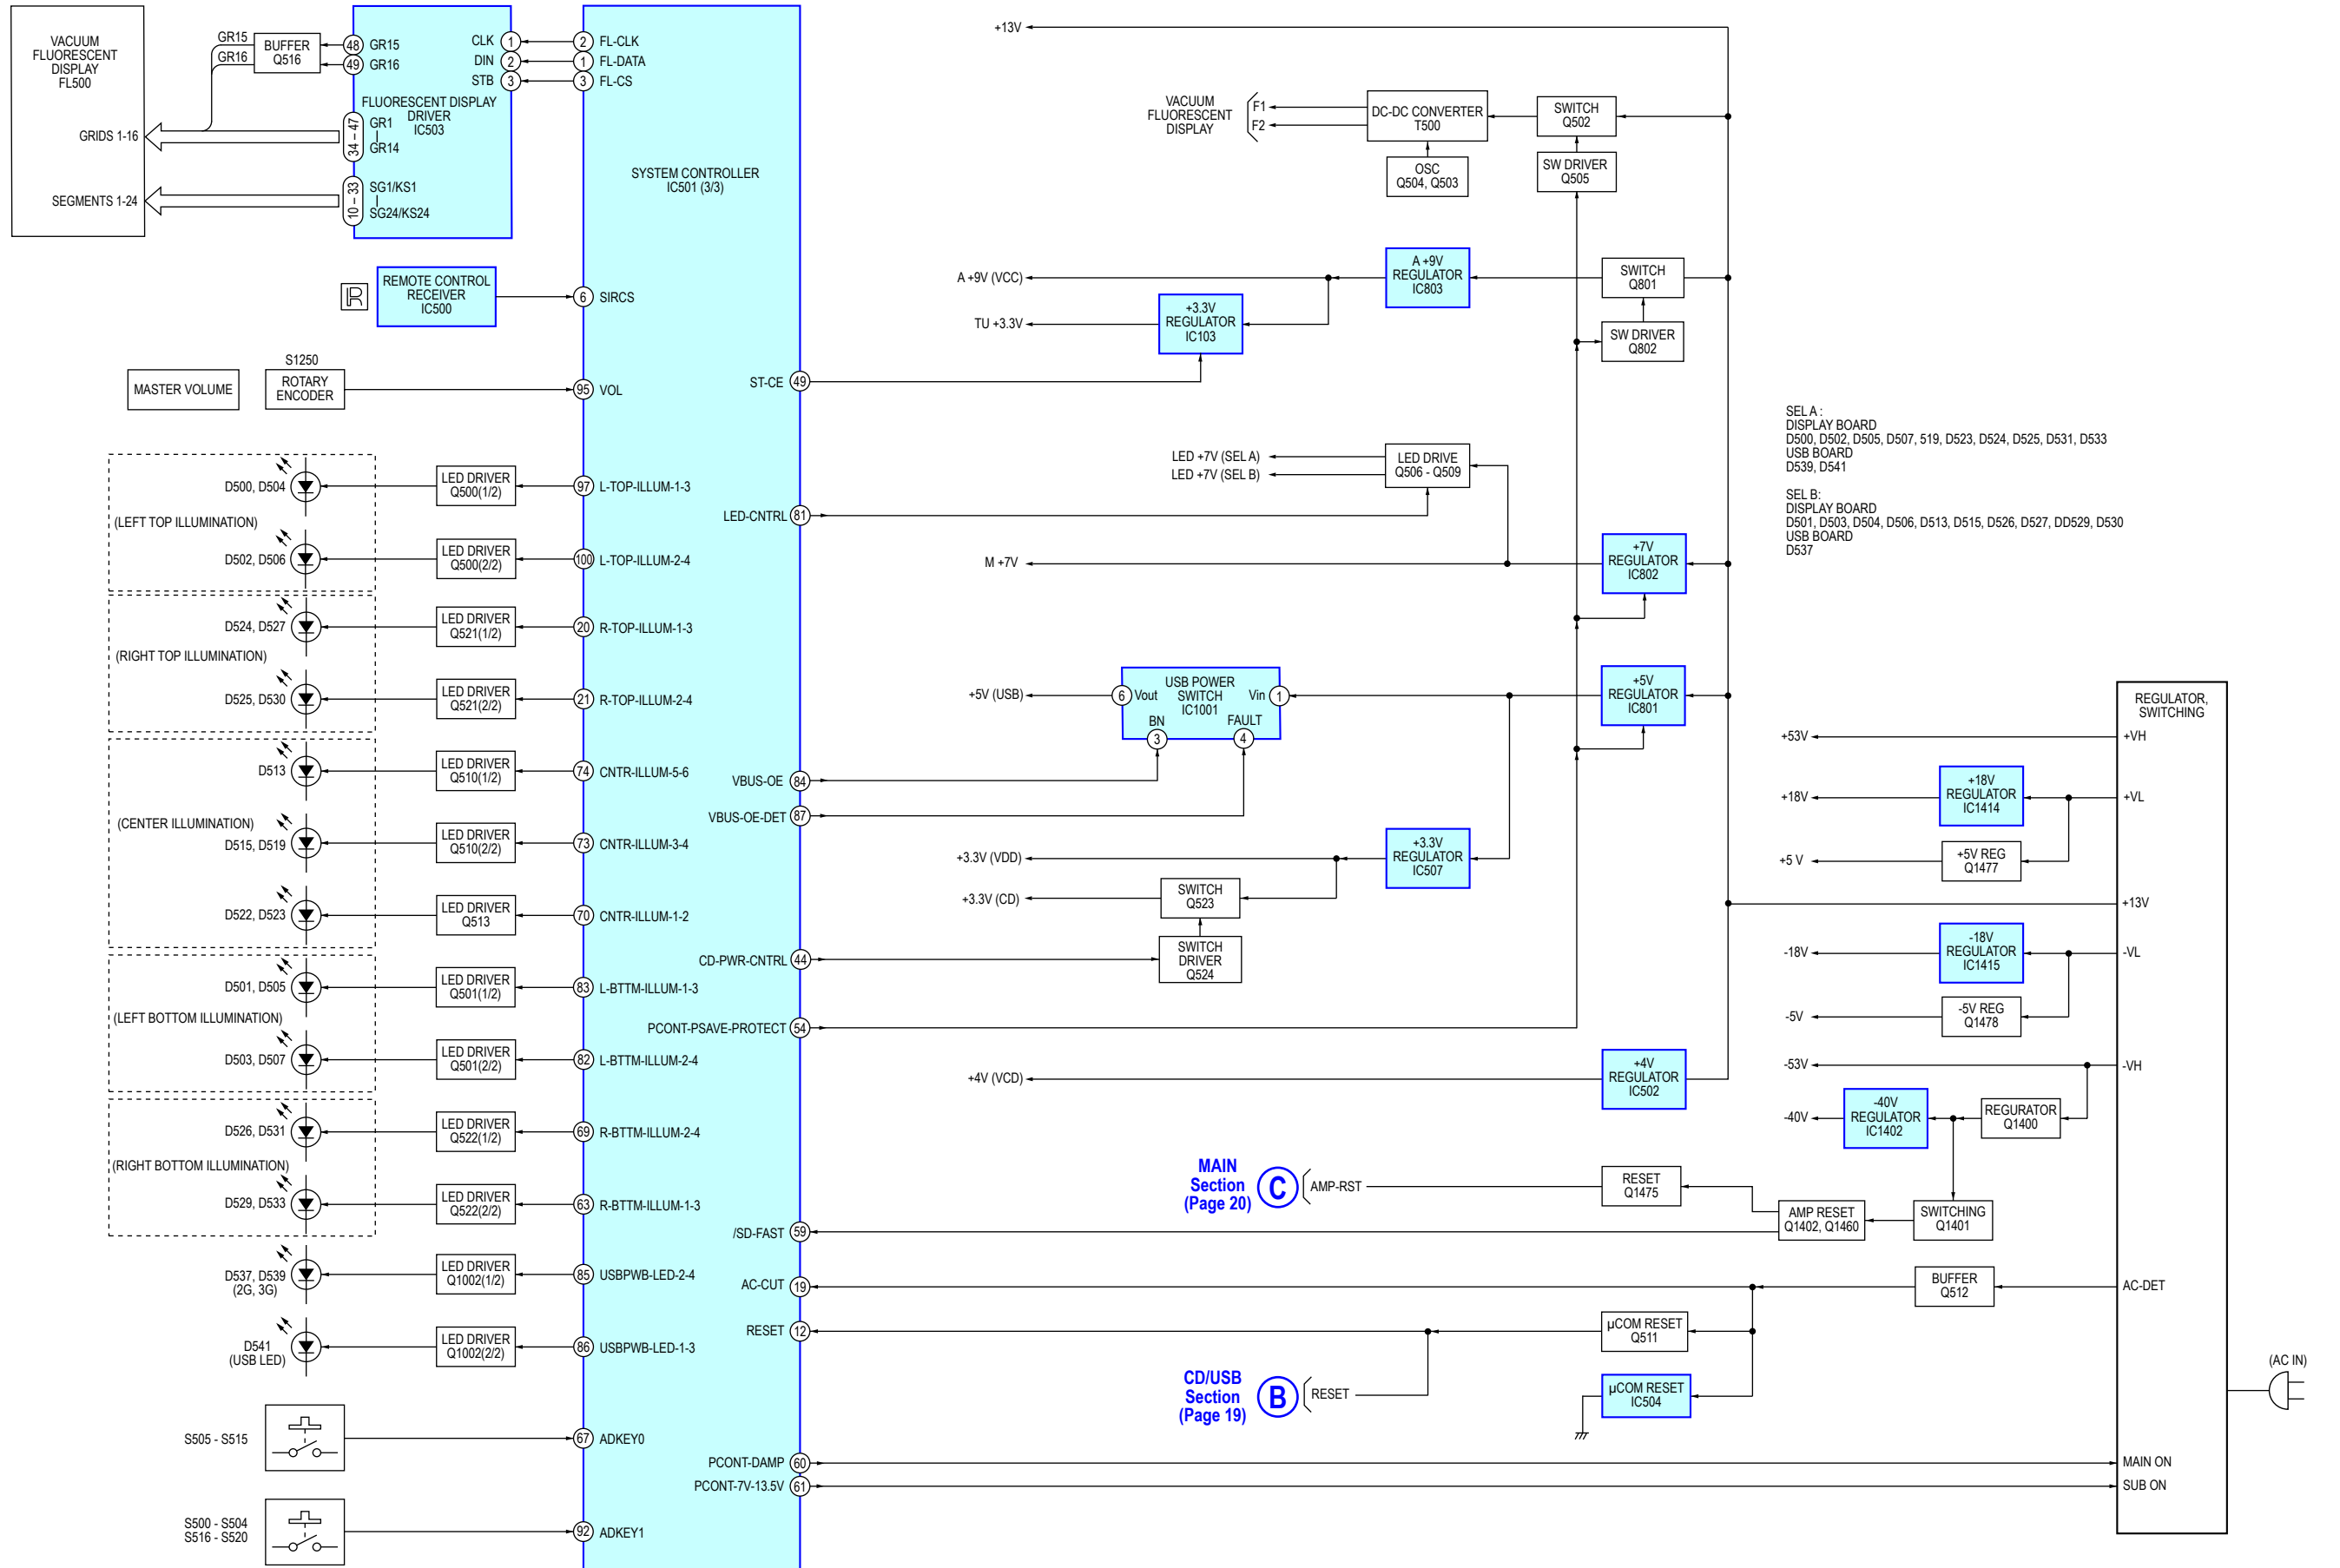 VACUUM
FLUORESCENT
DISPLAY
FL500
GRIDS 1-16
SEGMENTS 1-24
GR15
GR16
BUFFER
Q516
48 GR15
49 GR16
CLK 1
DIN 2
STB 3
FLUORESCENT DISPLAY
DRIVER
IC503
34 – 47
GR1
GR14
10 – 33
SG1/KS1
SG24/KS24
2 FL-CLK
1 FL-DATA
3 FL-CS
SYSTEM CONTROLLER
IC501 (3/3)
REMOTE CONTROL
RECEIVER
IC500
6 SIRCS
MASTER VOLUME
S1250
ROTARY
ENCODER
95 VOL
D500, D504
LED DRIVER
Q500(1/2)
97 L-TOP-ILLUM-1-3
(LEFT TOP ILLUMINATION)
D502, D506
LED DRIVER
Q500(2/2)
100 L-TOP-ILLUM-2-4
D524, D527
LED DRIVER
Q521(1/2)
20 R-TOP-ILLUM-1-3
(RIGHT TOP ILLUMINATION)
D525, D530
LED DRIVER
Q521(2/2)
21 R-TOP-ILLUM-2-4
D513
LED DRIVER
Q510(1/2)
74 CNTR-ILLUM-5-6
(CENTER ILLUMINATION)
D515, D519
LED DRIVER
Q510(2/2)
73 CNTR-ILLUM-3-4
D522, D523
LED DRIVER
Q513
70 CNTR-ILLUM-1-2
D501, D505
LED DRIVER
Q501(1/2)
83 L-BTTM-ILLUM-1-3
(LEFT BOTTOM ILLUMINATION)
D503, D507
LED DRIVER
Q501(2/2)
82 L-BTTM-ILLUM-2-4
D526, D531
LED DRIVER
Q522(1/2)
69 R-BTTM-ILLUM-2-4
(RIGHT BOTTOM ILLUMINATION)
D529, D533
LED DRIVER
Q522(2/2)
63 R-BTTM-ILLUM-1-3
D537, D539
(2G, 3G)
LED DRIVER
Q1002(1/2)
85 USBPWB-LED-2-4
D541
(USB LED)
LED DRIVER
Q1002(2/2)
86 USBPWB-LED-1-3
S505 - S515
67 ADKEY0
S500 - S504
S516 - S520
92 ADKEY1
ST-CE 49
LED-CNTRL 81
VBUS-OE 84
VBUS-OE-DET 87
CD-PWR-CNTRL 44
PCONT-PSAVE-PROTECT 54
/SD-FAST 59
AC-CUT 19
RESET 12
PCONT-DAMP 60
PCONT-7V-13.5V 61
+13V
VACUUM
FLUORESCENT
DISPLAY
F1
F2
DC-DC CONVERTER
T500
SWITCH
Q502
OSC
Q504, Q503
SW DRIVER
Q505
A +9V (VCC)
A +9V
REGULATOR
IC803
SWITCH
Q801
TU +3.3V
+3.3V
REGULATOR
IC103
SW DRIVER
Q802
LED +7V (SEL A)
LED +7V (SEL B)
LED DRIVE
Q506 - Q509
M +7V
+7V
REGULATOR
IC802
+5V (USB)
6 Vout
USB POWER
SWITCH
IC1001
Vin 1
BN
3
FAULT
4
+5V
REGULATOR
IC801
+3.3V (VDD)
+3.3V
REGULATOR
IC507
+3.3V (CD)
SWITCH
Q523
SWITCH
DRIVER
Q524
+4V (VCD)
+4V
REGULATOR
IC502
MAIN
Section
(Page 20)
C
AMP-RST
RESET
Q1475
AMP RESET
Q1402, Q1460
SWITCHING
Q1401
BUFFER
Q512
µCOM RESET
Q511
CD/USB
Section
(Page 19)
B
RESET
µCOM RESET
IC504
SEL A :
DISPLAY BOARD
D500, D502, D505, D507, 519, D523, D524, D525, D531, D533
USB BOARD
D539, D541
SEL B:
DISPLAY BOARD
D501, D503, D504, D506, D513, D515, D526, D527, DD529, D530
USB BOARD
D537
REGULATOR,
SWITCHING
+53V
+VH
+18V
+18V
REGULATOR
IC1414
+VL
+5 V
+5V REG
Q1477
+13V
-18V
-18V
REGULATOR
IC1415
-VL
-5V
-5V REG
Q1478
-53V
-VH
-40V
-40V
REGULATOR
IC1402
REGURATOR
Q1400
AC-DET
MAIN ON
SUB ON
(AC IN)